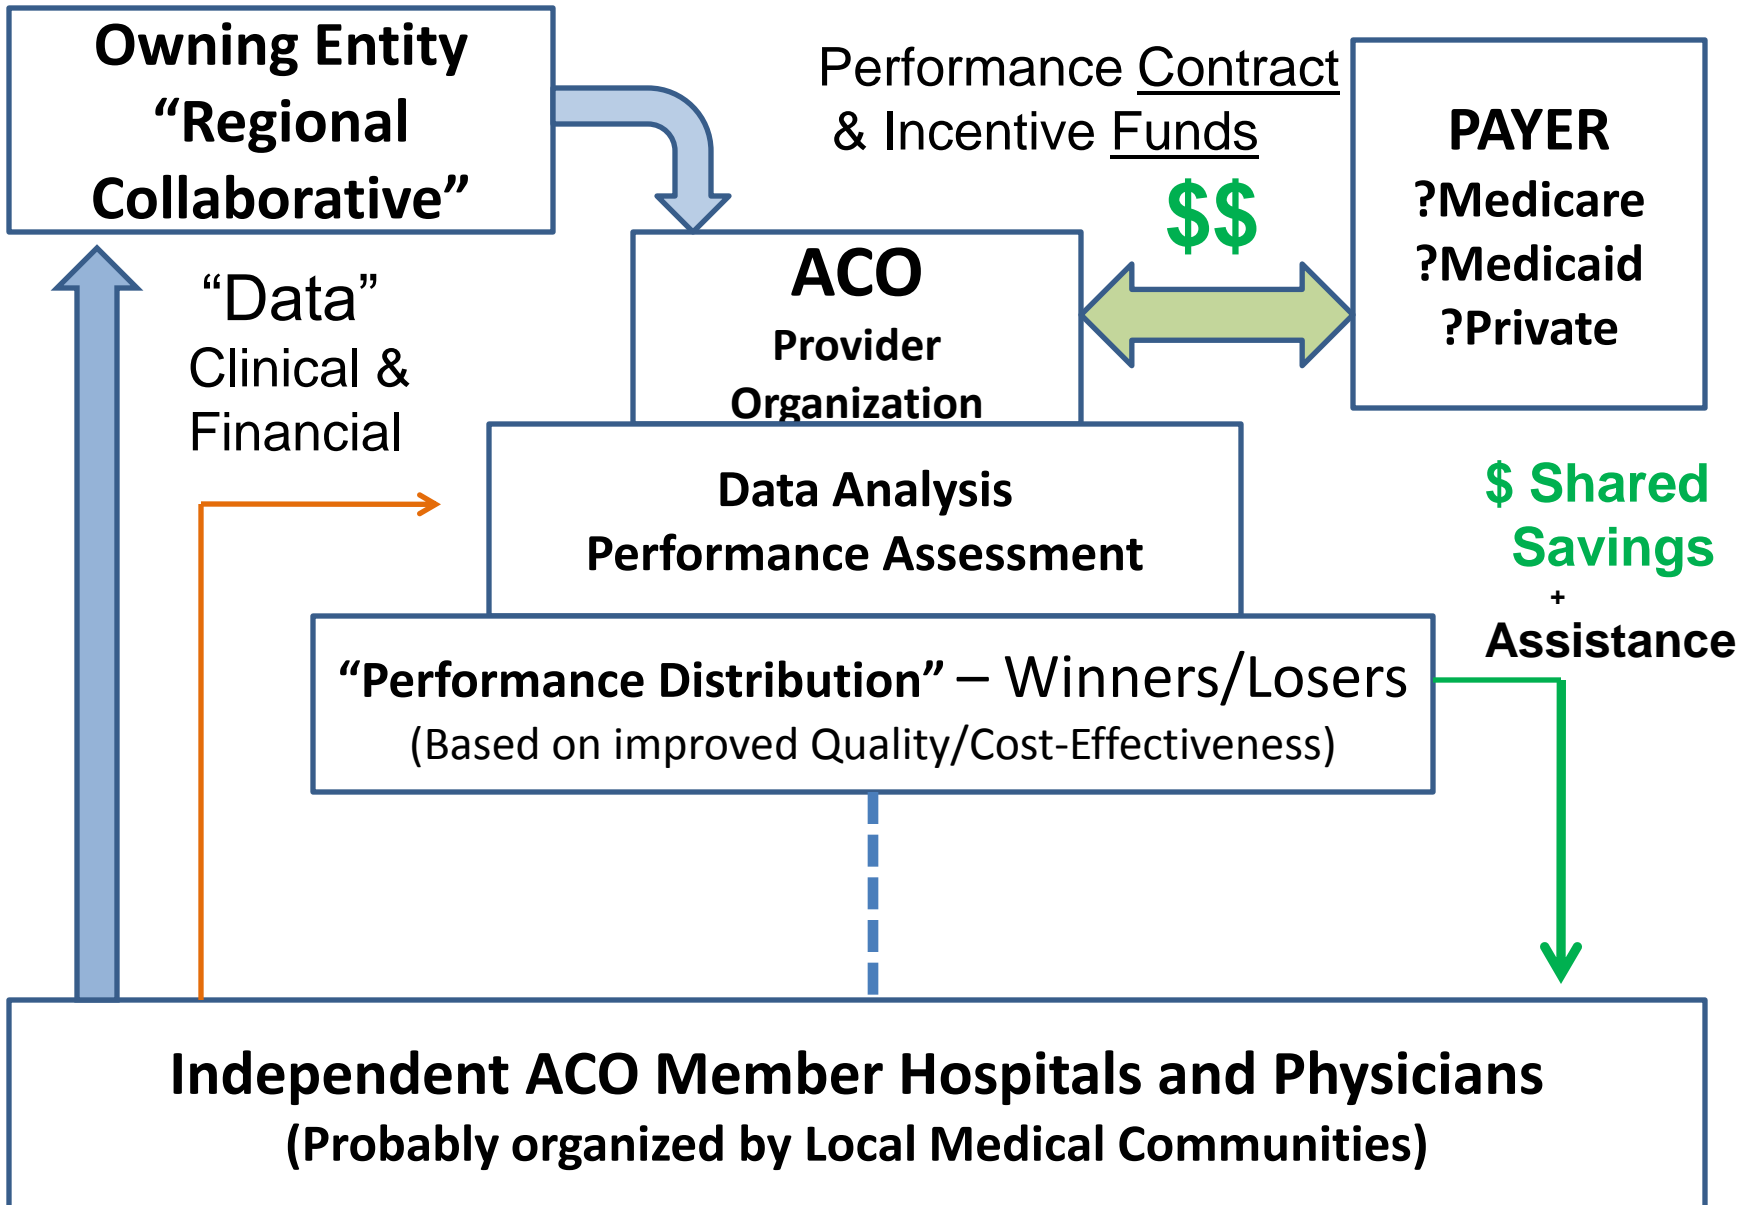 Owning Entity
“Regional
Collaborative”
Performance Contract
& Incentive Funds
$$
PAYER
?Medicare
?Medicaid
?Private
ACO
Provider
Organization
“Data”
Clinical &
Financial
Data Analysis
Performance Assessment
$ Shared
Savings
+
Assistance
“Performance Distribution” – Winners/Losers
(Based on improved Quality/Cost-Effectiveness)
Independent ACO Member Hospitals and Physicians
(Probably organized by Local Medical Communities)